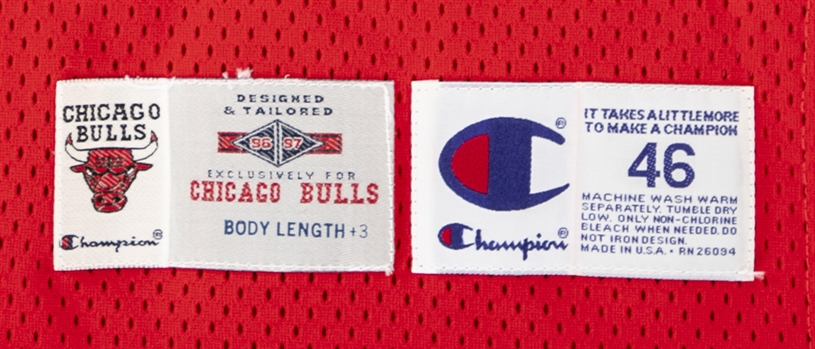 CHICAGO
BULLS
Champion
DESIGNED
& TAILORED
96 97
EXCLUSIVELY FOR
CHICAGO BULLS
BODY LENGTH +3
Champion
IT TAKES A LITTLE MORE
TO MAKE A CHAMPION
46
MACHINE WASH WARM
SEPARATELY. TUMBLE DRY
LOW. ONLY NON-CHLORINE
BLEACH WHEN NEEDED. DO
NOT IRON DESIGN.
MADE IN U.S.A. • RN 26094